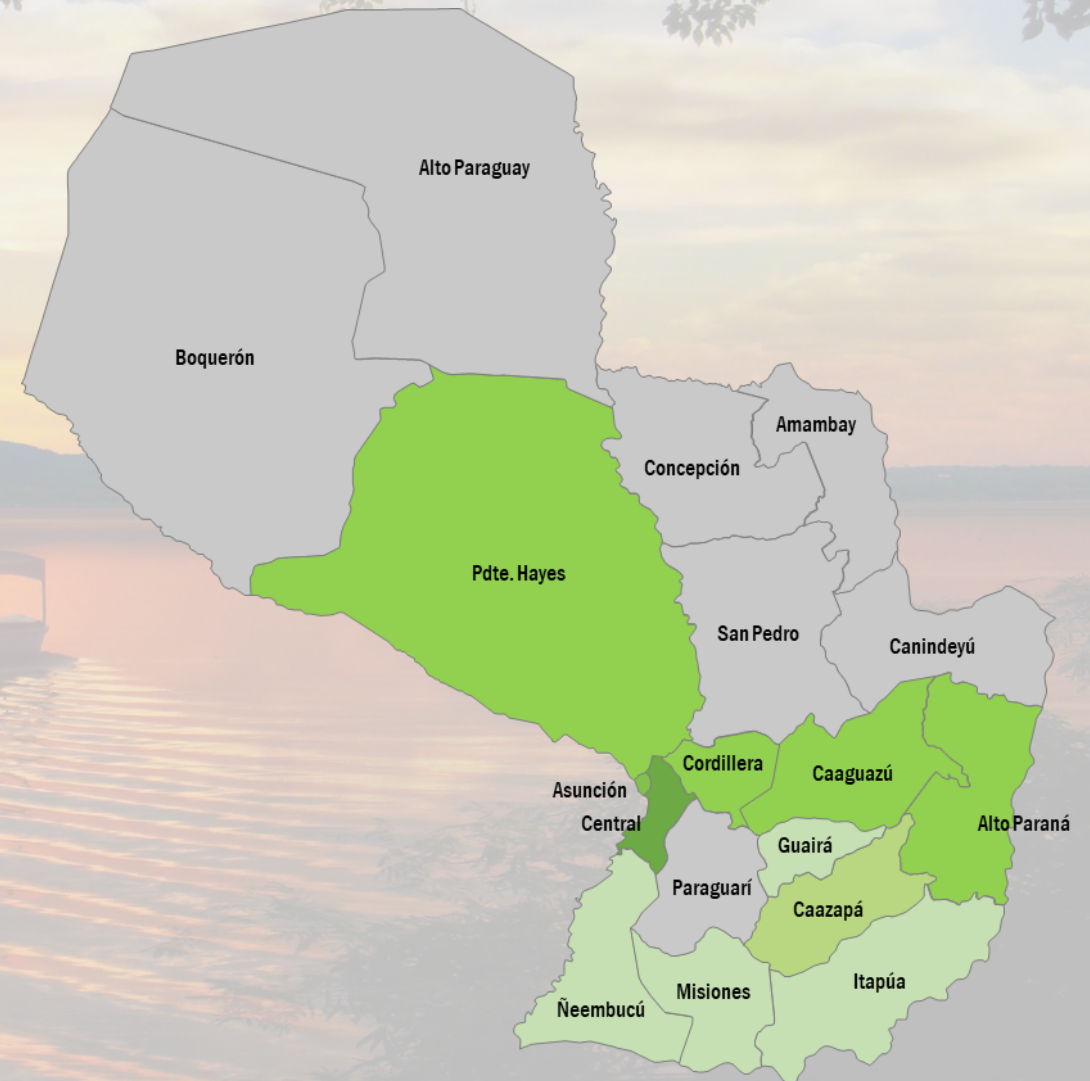 Alto Paraguay
Boquerón
Amambay
Concepción
Pdte. Hayes
San Pedro
Canindeyú
Cordillera
Caaguazú
Asunción
Central
Alto Paraná
Guairá
Paraguarí
Caazapá
Itapúa
Misiones
Ñeembucú